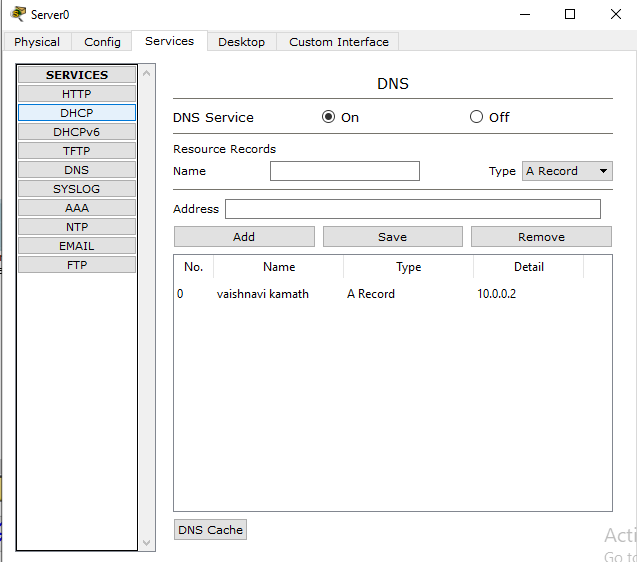 Server0
Physical Config Services Desktop Custom Interface
SERVICES
HTTP
DHCP
DHCPv6
TFTP
DNS
SYSLOG
AAA
NTP
EMAIL
FTP
DNS
DNS Service On Off
Resource Records
Name Type A Record
Address
Add Save Remove
No. Name Type Detail
0 vaishnavi kamath A Record 10.0.0.2
DNS Cache
Acti
Go to